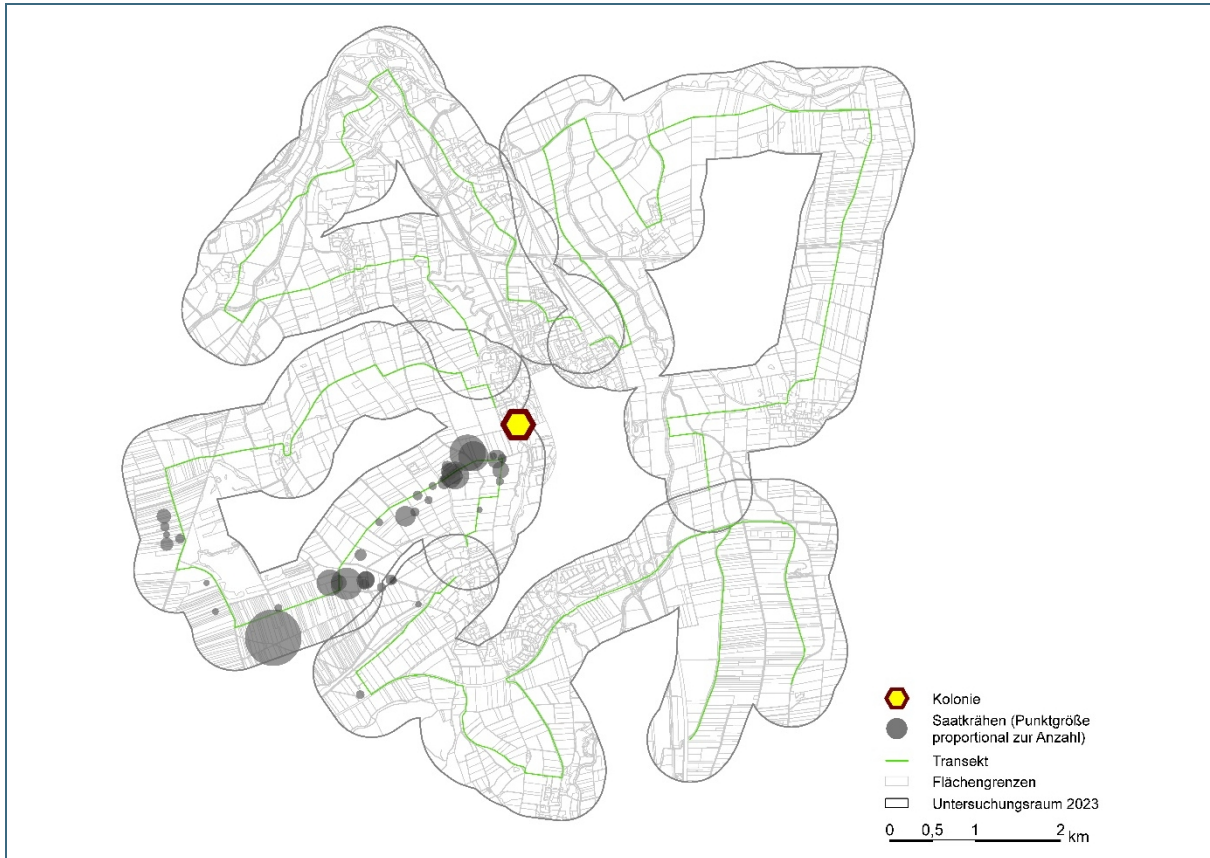 Kolonie
Saatkrähen (Punktgröße
proportional zur Anzahl)
Transekt
Flächengrenzen
Untersuchungsraum 2023
0 0,5 1 2
km